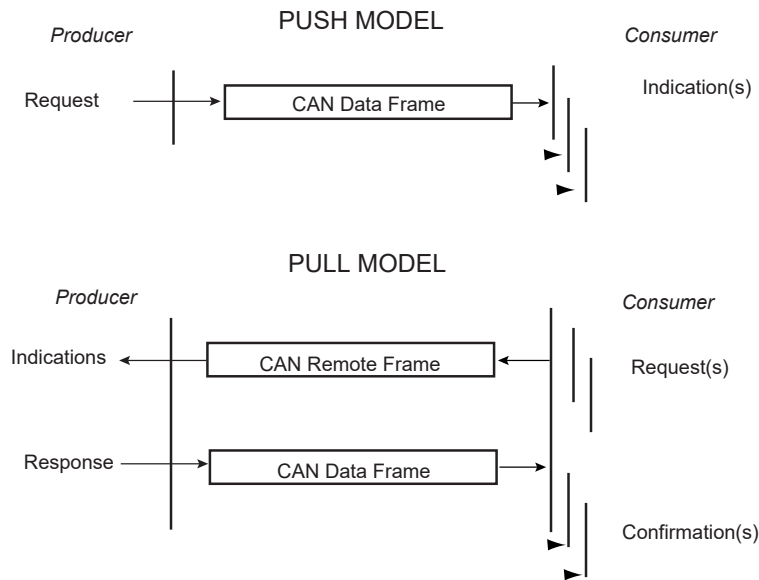 PUSH MODEL
Producer
Consumer
Request
CAN Data Frame
Indication(s)
PULL MODEL
Producer
Consumer
Indications
CAN Remote Frame
Request(s)
Response
CAN Data Frame
Confirmation(s)